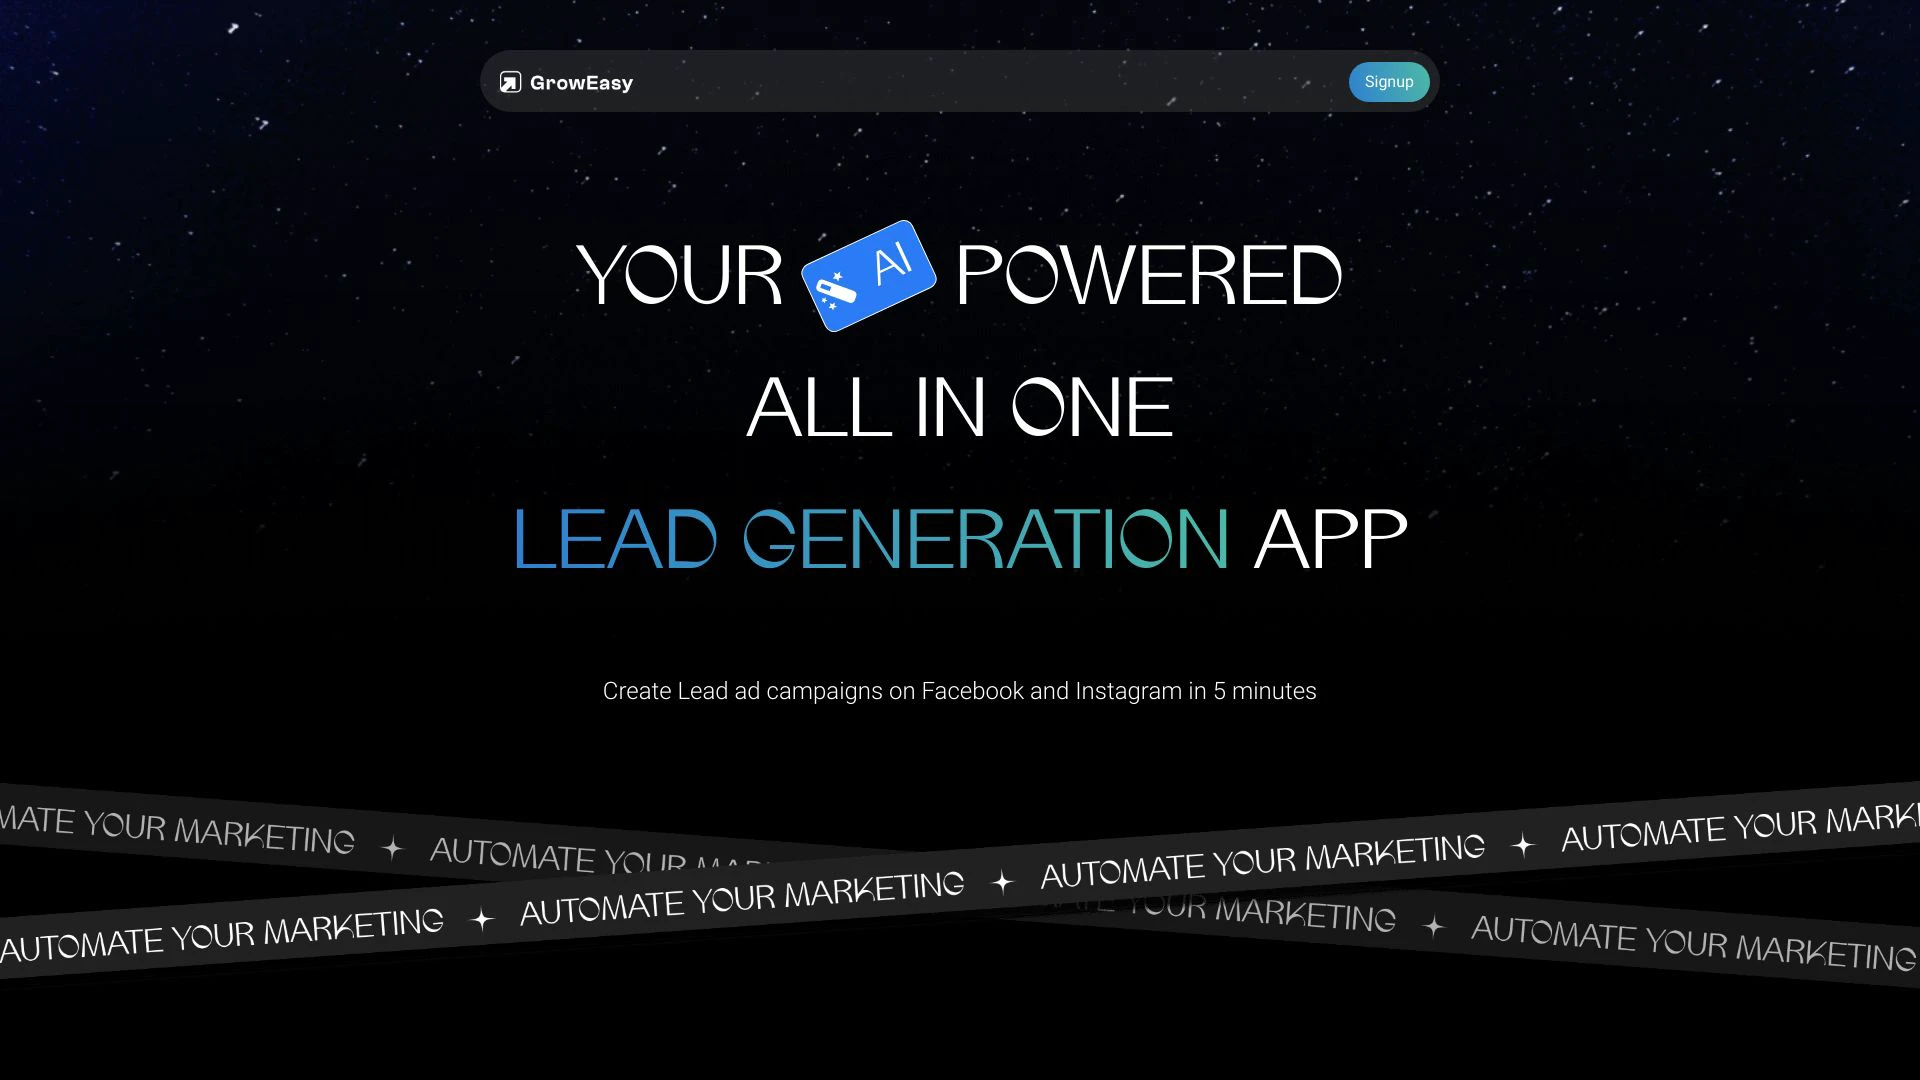 GrowEasy
Signup
YOUR AI POWERED
ALL IN ONE
LEAD GENERATION APP
Create Lead ad campaigns on Facebook and Instagram in 5 minutes
YOUR MARKETING ✦ AUTOMATE YOUR
AUTOMATE YOUR MARKETING ✦ AUTOMATE YOUR MARKETING ✦ AUTOMATE YOUR MARKETING ✦ AUTOMATE YOUR
YOUR MARKETING ✦ AUTOMATE YOUR MARKETING